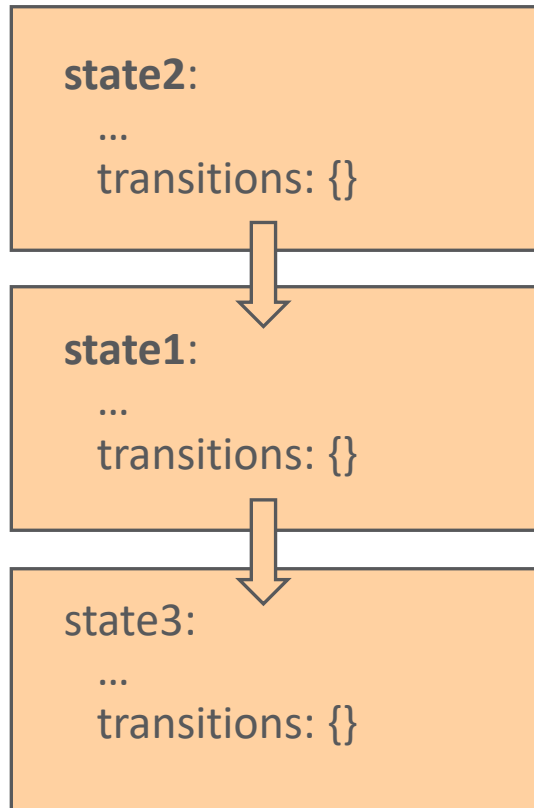 state2:
...
transitions: {}
state1:
...
transitions: {}
state3:
...
transitions: {}